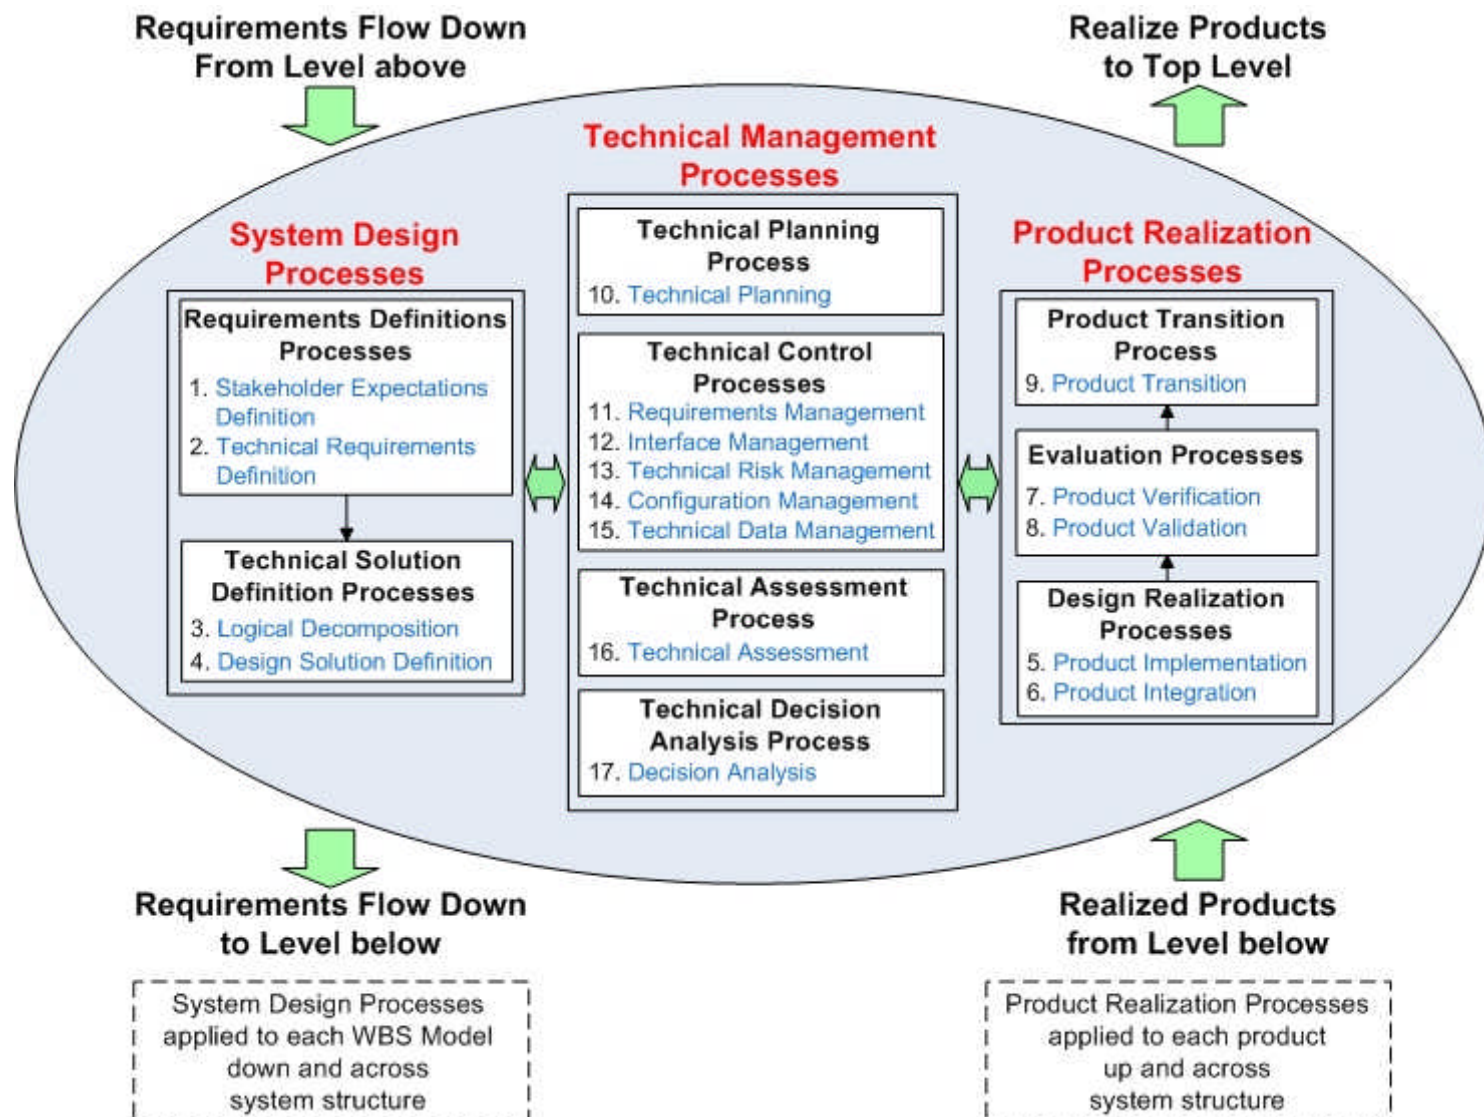 Requirements Flow Down
From Level above
Realize Products
to Top Level
Technical Management
Processes
System Design
Processes
Product Realization
Processes
Requirements Definitions
Processes
1. Stakeholder Expectations
Definition
2. Technical Requirements
Definition
Technical Solution
Definition Processes
3. Logical Decomposition
4. Design Solution Definition
Technical Planning
Process
10. Technical Planning
Technical Control
Processes
11. Requirements Management
12. Interface Management
13. Technical Risk Management
14. Configuration Management
15. Technical Data Management
Technical Assessment
Process
16. Technical Assessment
Technical Decision
Analysis Process
17. Decision Analysis
Product Transition
Process
9. Product Transition
Evaluation Processes
7. Product Verification
8. Product Validation
Design Realization
Processes
5. Product Implementation
6. Product Integration
Requirements Flow Down
to Level below
Realized Products
from Level below
System Design Processes
applied to each WBS Model
down and across
system structure
Product Realization Processes
applied to each product
up and across
system structure